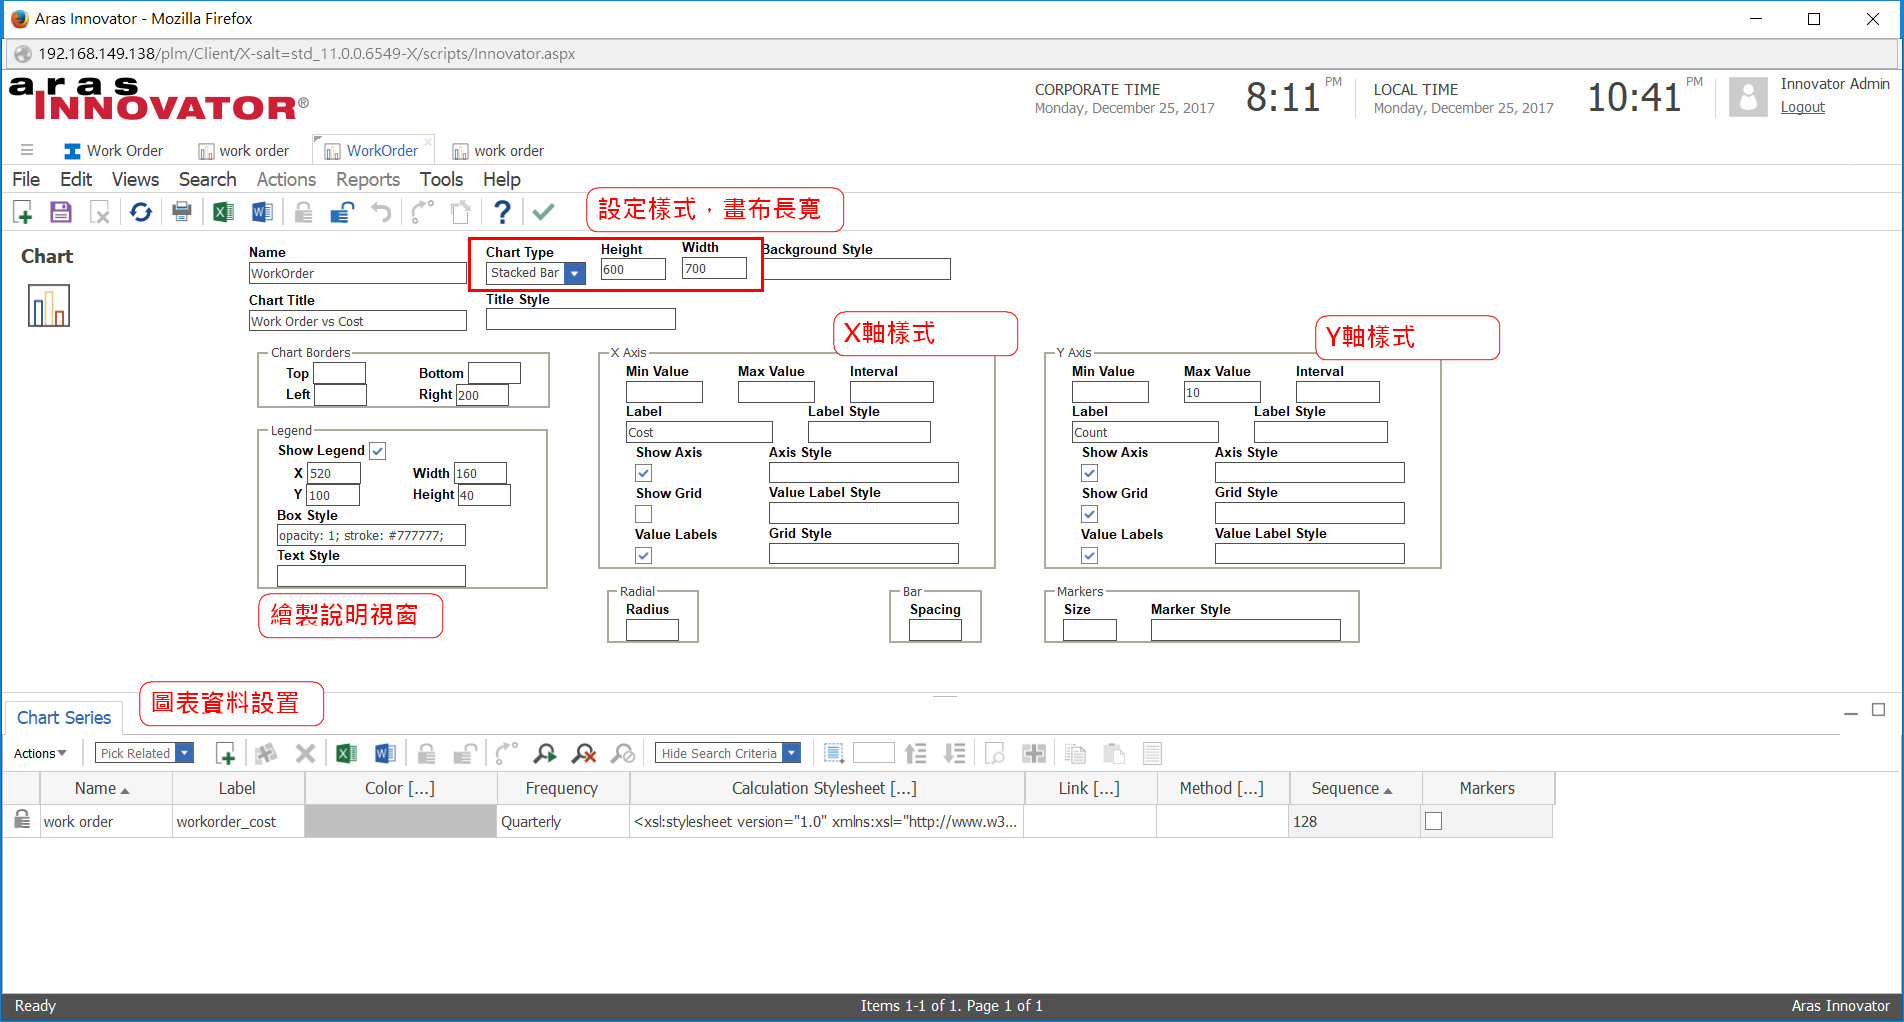 Aras Innovator - Mozilla Firefox
192.168.149.138/plm/Client/X-salt=std_11.0.0.6549-X/scripts/Innovator.aspx
aras
INNOVATOR®
CORPORATE TIME
Monday, December 25, 2017
8:11 PM
LOCAL TIME
Monday, December 25, 2017
10:41 PM
Innovator Admin
Logout
Work Order work order WorkOrder work order
File Edit Views Search Actions Reports Tools Help
設定樣式，畫布長寬
Chart
Name Chart Type Height Width Background Style
WorkOrder Stacked Bar 600 700
Chart Title Title Style
Work Order vs Cost
X軸樣式
Y軸樣式
Chart Borders
Top Bottom
Left Right 200
Legend
Show Legend
X 520 Width 160
Y 100 Height 40
Box Style
opacity: 1; stroke: #777777;
Text Style
繪製說明視窗
X Axis
Min Value Max Value Interval
Label Label Style
Cost
Show Axis Axis Style
Show Grid Value Label Style
Value Labels Grid Style
Y Axis
Min Value Max Value Interval
10
Label Label Style
Count
Show Axis Axis Style
Show Grid Grid Style
Value Labels Value Label Style
Radial
Radius
Bar
Spacing
Markers
Size Marker Style
圖表資料設置
Chart Series
Actions Pick Related Hide Search Criteria
Name Label Color [...] Frequency Calculation Stylesheet [...] Link [...] Method [...] Sequence Markers
work order workorder_cost Quarterly <xsl:stylesheet version="1.0" xmlns:xsl="http://www.w3... 128
Ready Items 1-1 of 1. Page 1 of 1 Aras Innovator